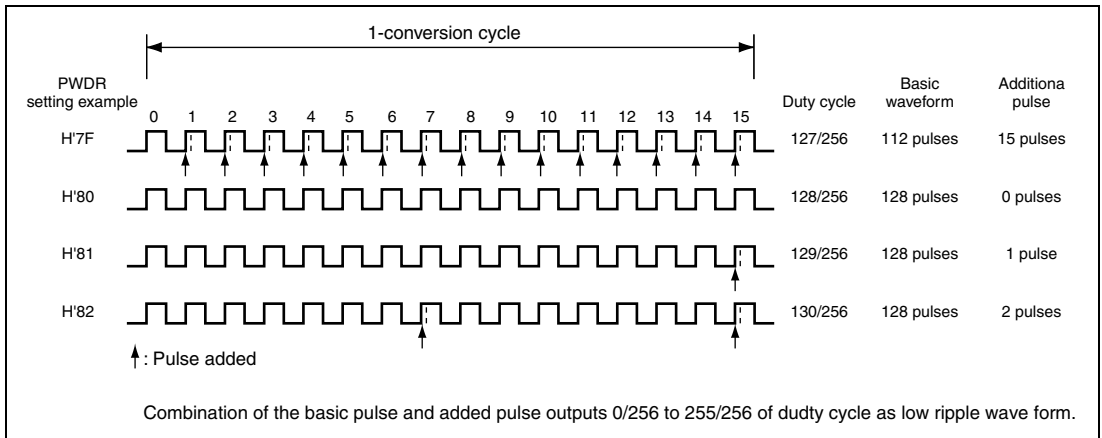 1-conversion cycle
PWDR
setting example
Duty cycle
Basic
waveform
Additiona
pulse
0 1 2 3 4 5 6 7 8 9 10 11 12 13 14 15
H'7F 127/256 112 pulses 15 pulses
H'80 128/256 128 pulses 0 pulses
H'81 129/256 128 pulses 1 pulse
H'82 130/256 128 pulses 2 pulses
: Pulse added
Combination of the basic pulse and added pulse outputs 0/256 to 255/256 of dudty cycle as low ripple wave form.